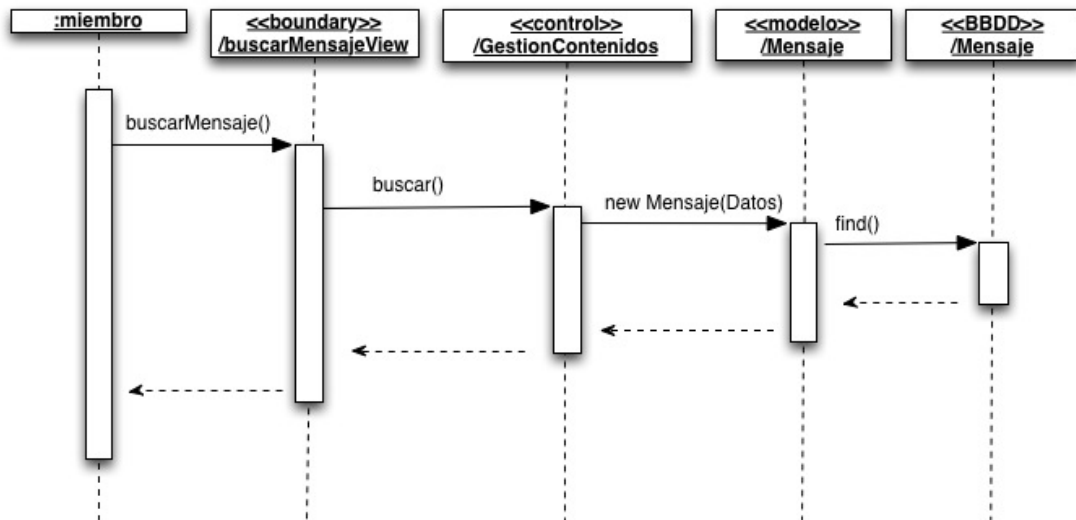 :miembro
<<boundary>>
/buscarMensajeView
<<control>>
/GestionContenidos
<<modelo>>
/Mensaje
<<BBDD>>
/Mensaje
buscarMensaje()
buscar()
new Mensaje(Datos)
find()